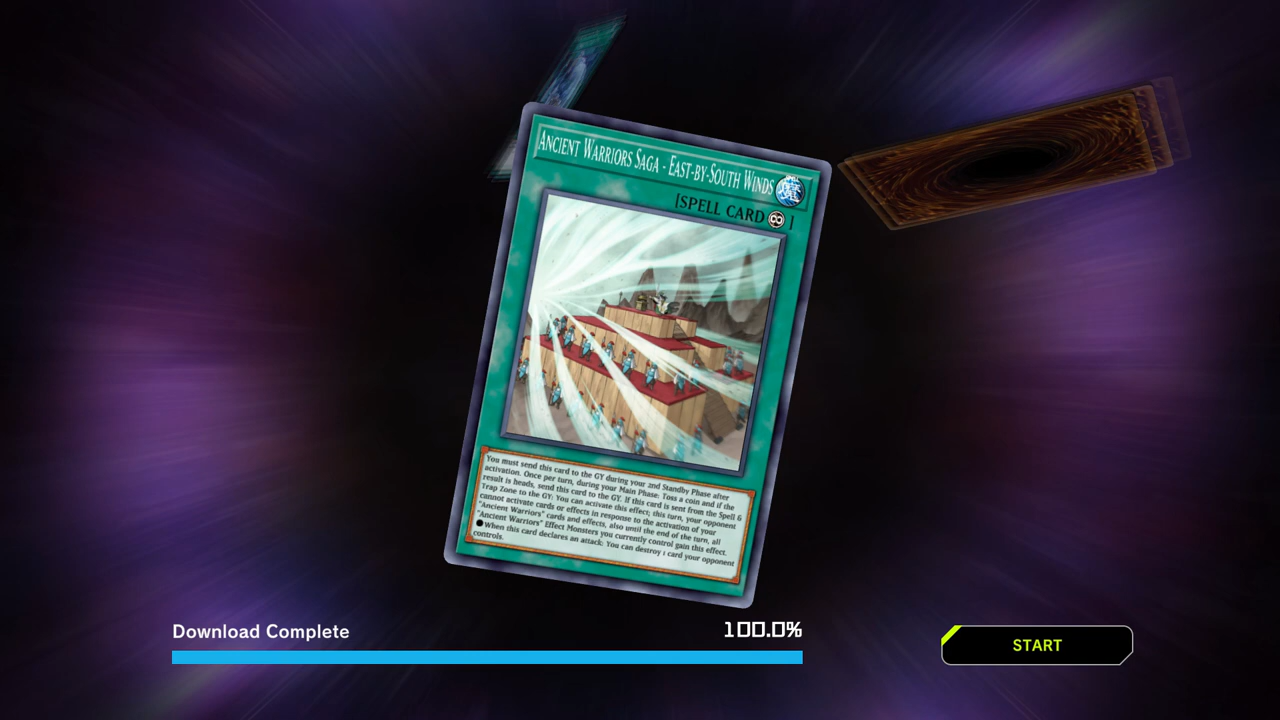 ANCIENT WARRIORS SAGA - EAST-BY-SOUTH WINDS
[SPELL CARD ]
You must send this card to the GY during your 2nd Standby Phase after
activation. Once per turn, during your Main Phase: Toss a coin and if the
result is heads, send this card to the GY. If this card is sent from the Spell &
Trap Zone to the GY: You can activate this effect; this turn, your opponent
cannot activate cards or effects in response to the activation of your
"Ancient Warriors" cards and effects, also until the end of the turn, all
"Ancient Warriors" Effect Monsters you currently control gain this effect.
●When this card declares an attack: You can destroy 1 card your opponent
controls.
Download Complete
100.0%
START